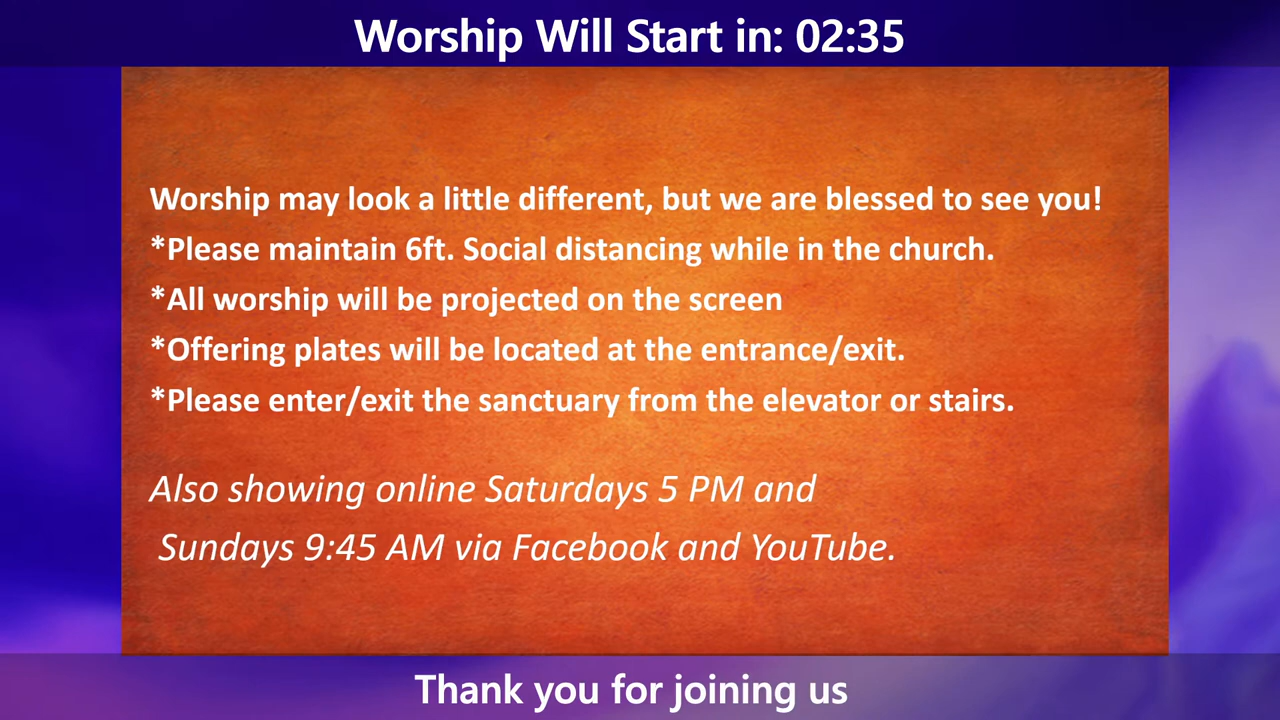 Worship Will Start in: 02:35
Worship may look a little different, but we are blessed to see you!
*Please maintain 6ft. Social distancing while in the church.
*All worship will be projected on the screen
*Offering plates will be located at the entrance/exit.
*Please enter/exit the sanctuary from the elevator or stairs.
Also showing online Saturdays 5 PM and
Sundays 9:45 AM via Facebook and YouTube.
Thank you for joining us